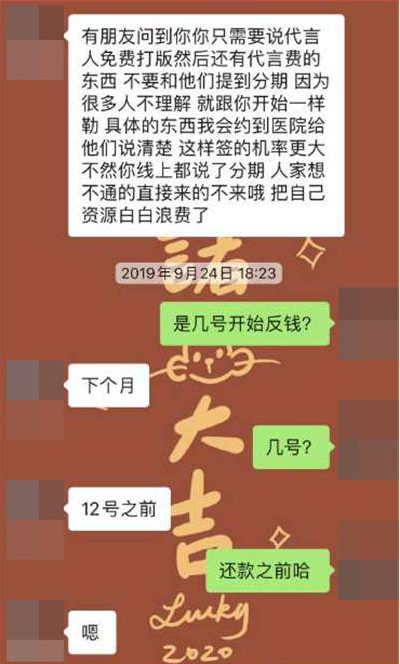 有朋友问到你你只需要说代言
人免费打版然后还有代言费的
东西 不要和他们提到分期 因为
很多人不理解 就跟你开始一样
勒 具体的东西我会约到医院给
他们说清楚 这样签的机率更大
不然你线上都说了分期 人家想
不通的直接来的不来哦 把自己
资源白白浪费了
諸
2019年9月24日 18:23
是几号开始反钱?
下个月
大
几号?
12号之前
吉
还款之前哈
Lucky
嗯
2020